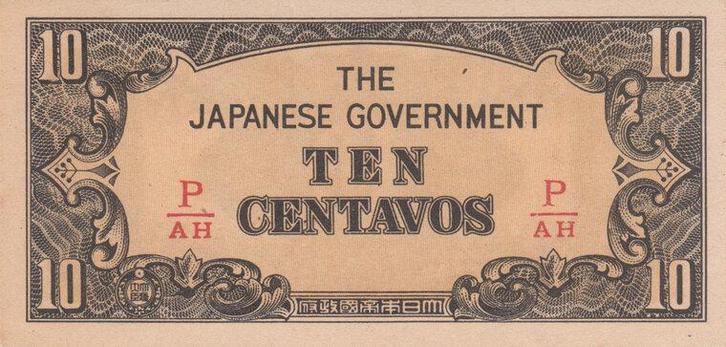 10 10
THE
JAPANESE GOVERNMENT
TEN
P P
AH CENTAVOS AH
10 10
府政國帝本日大